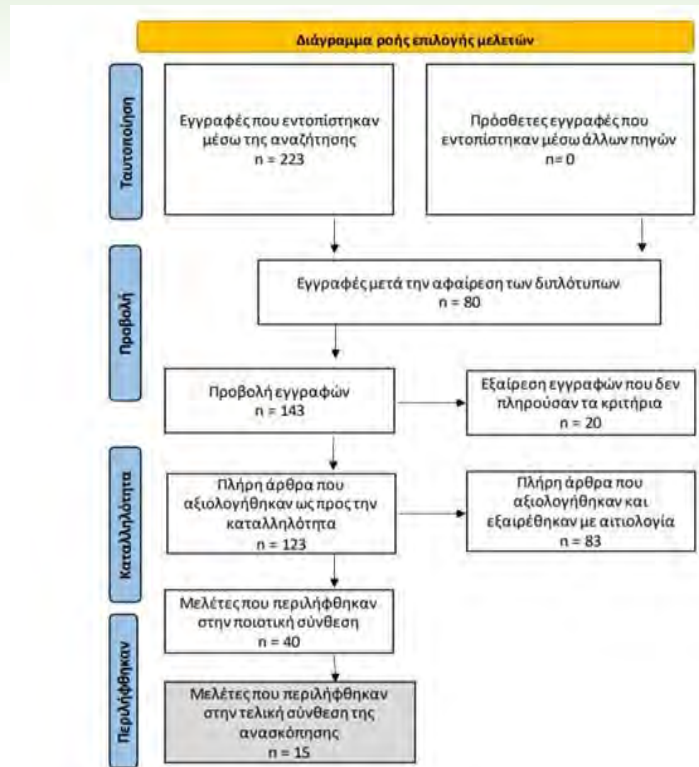 Διάγραμμα ροής επιλογής μελετών
Ταυτοποίηση
Εγγραφές που εντοπίστηκαν
μέσω της αναζήτησης
n = 223
Πρόσθετες εγγραφές που
εντοπίστηκαν μέσω άλλων πηγών
n= 0
Προβολή
Εγγραφές μετά την αφαίρεση των διπλότυπων
n = 80
Προβολή εγγραφών
n = 143
Εξαίρεση εγγραφών που δεν
πληρούσαν τα κριτήρια
n = 20
Καταλληλότητα
Πλήρη άρθρα που
αξιολογήθηκαν ως προς την
καταλληλότητα
n = 123
Πλήρη άρθρα που
αξιολογήθηκαν και
εξαιρέθηκαν με αιτιολογία
n = 83
Περιλήφθηκαν
Μελέτες που περιλήφθηκαν
στην ποιοτική σύνθεση
n = 40
Μελέτες που περιλήφθηκαν
στην τελική σύνθεση της
ανασκόπησης
n = 15